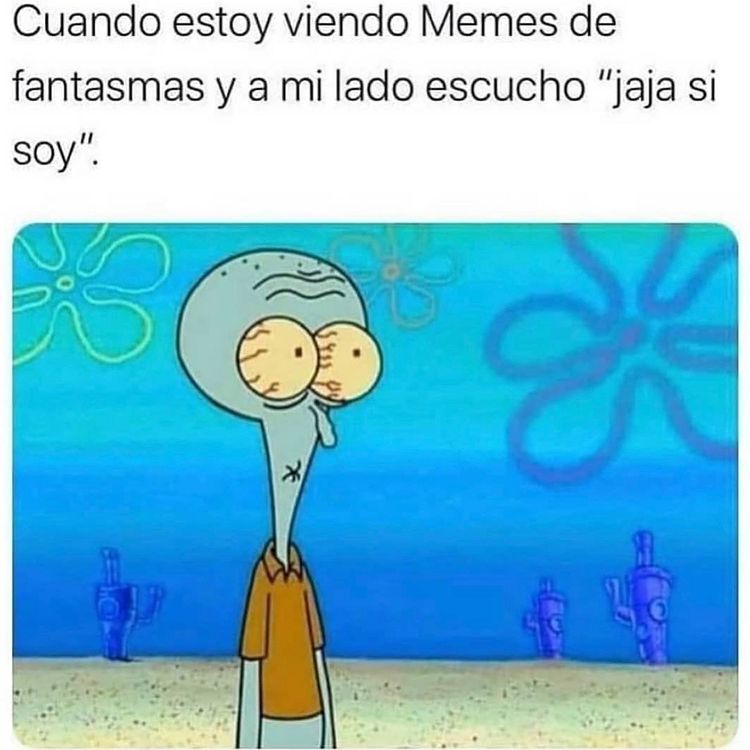 Cuando estoy viendo Memes de
fantasmas y a mi lado escucho "jaja si
soy".